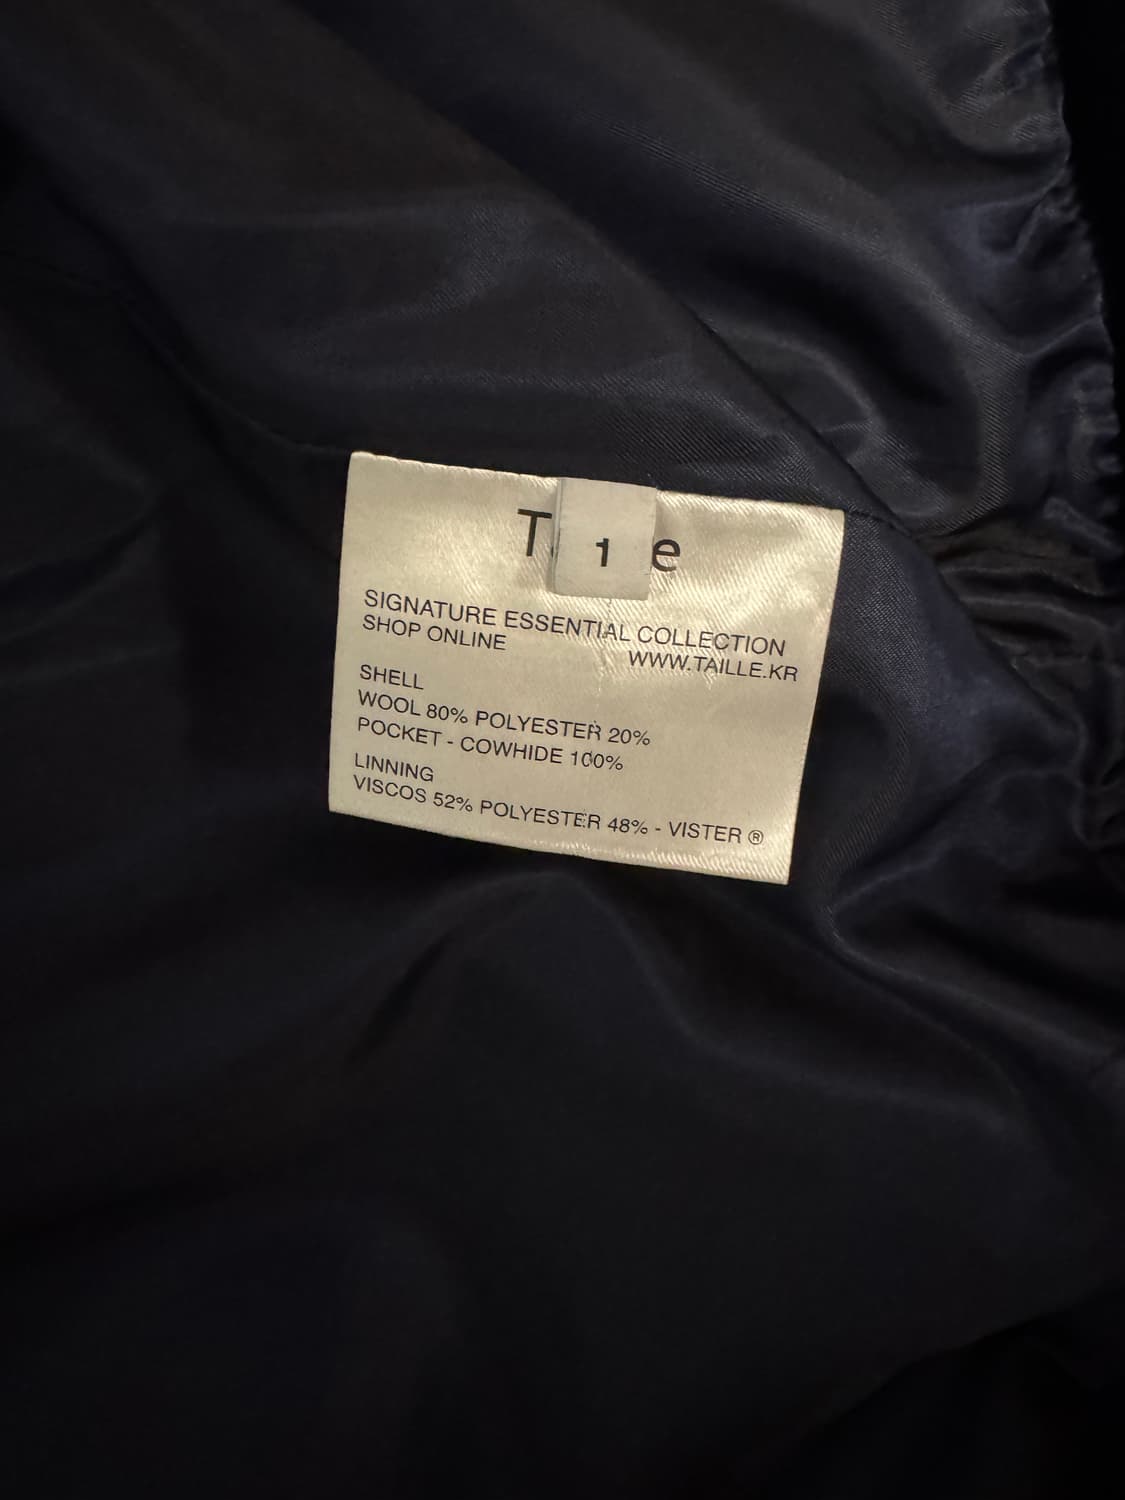 T e
1
SIGNATURE ESSENTIAL COLLECTION
SHOP ONLINE WWW.TAILLE.KR
SHELL
WOOL 80% POLYESTER 20%
POCKET - COWHIDE 100%
LINNING
VISCOS 52% POLYESTER 48% - VISTER ®